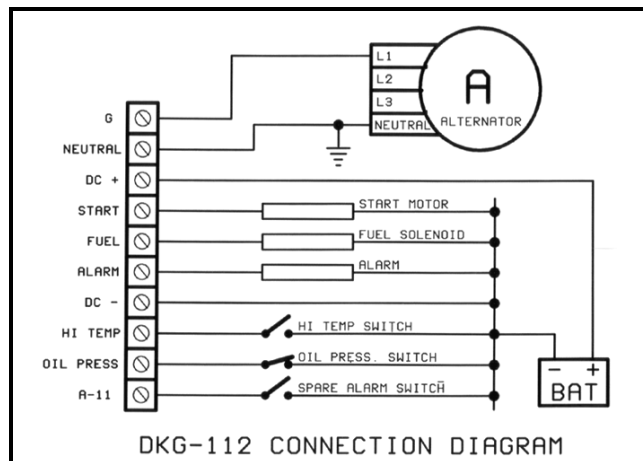 L1
L2
L3
NEUTRAL
A
ALTERNATOR
G
NEUTRAL
DC +
START
START MOTOR
FUEL
FUEL SOLENOID
ALARM
ALARM
DC -
HI TEMP
HI TEMP SWITCH
OIL PRESS
OIL PRESS. SWITCH
A-11
SPARE ALARM SWITCH
- +
BAT
DKG-112 CONNECTION DIAGRAM